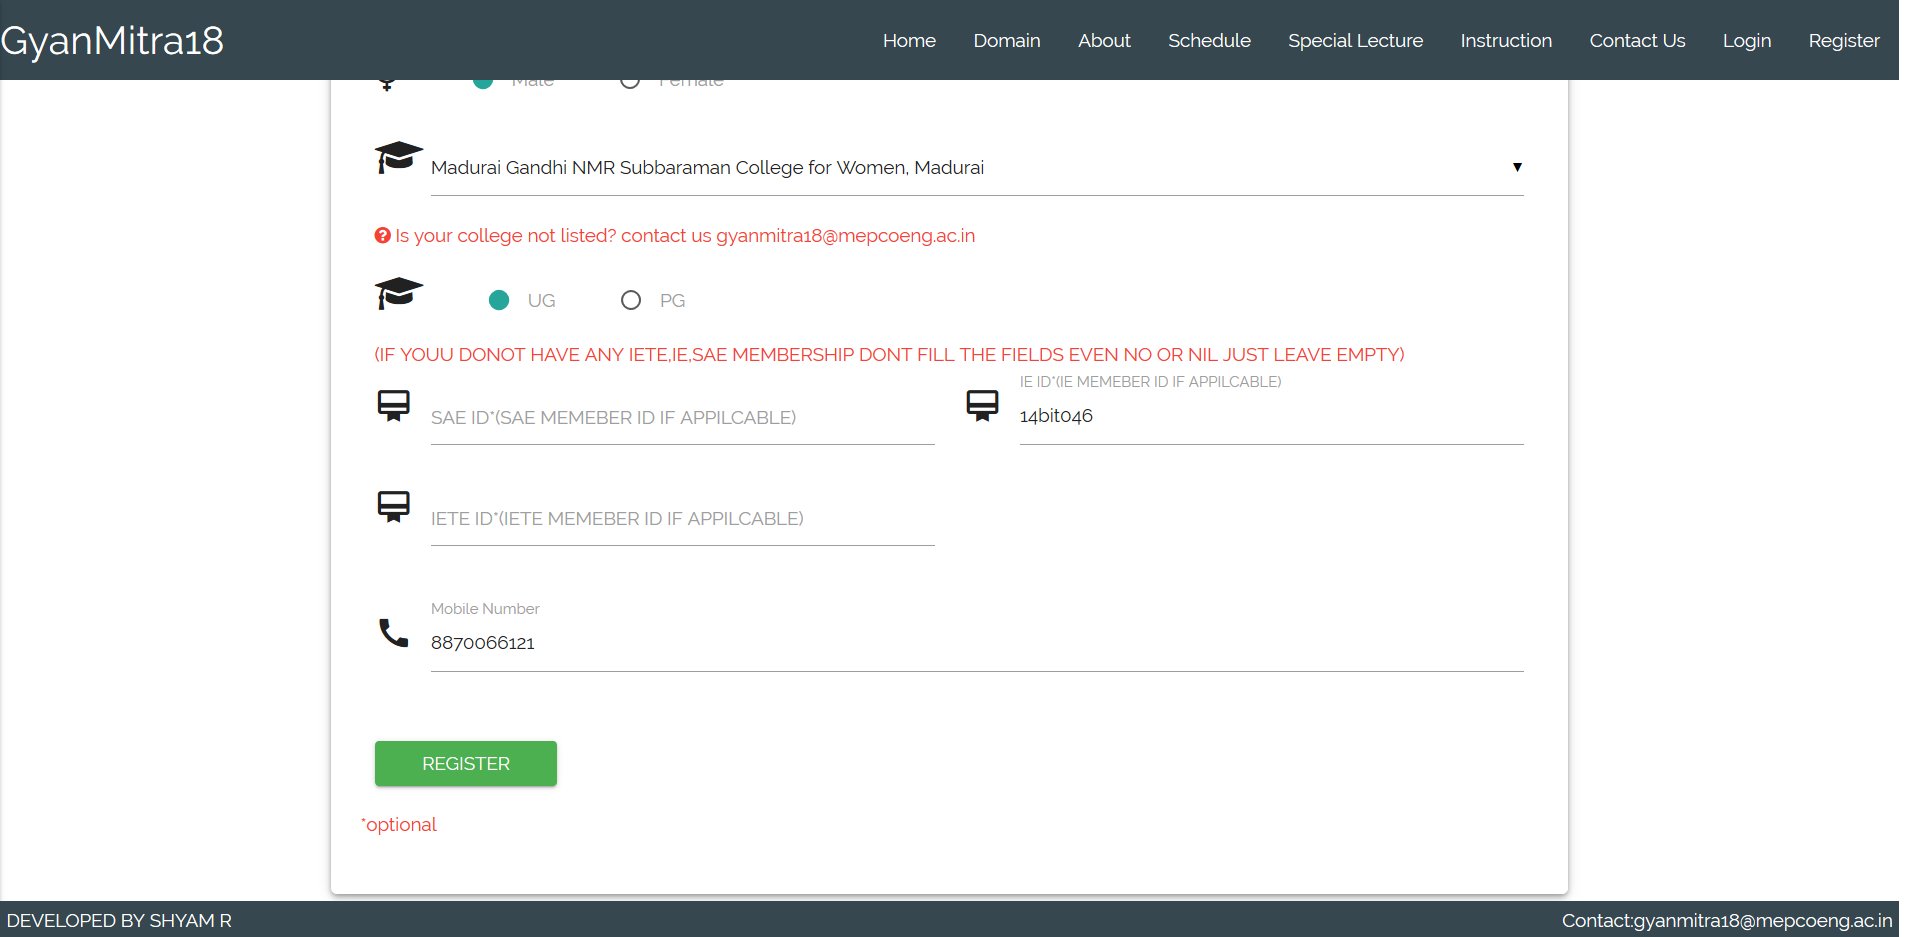 GyanMitra18
Home Domain About Schedule Special Lecture Instruction Contact Us Login Register
Male Female
Madurai Gandhi NMR Subbaraman College for Women, Madurai
Is your college not listed? contact us gyanmitra18@mepcoeng.ac.in
UG PG
(IF YOUU DONOT HAVE ANY IETE,IE,SAE MEMBERSHIP DONT FILL THE FIELDS EVEN NO OR NIL JUST LEAVE EMPTY)
SAE ID*(SAE MEMEBER ID IF APPILCABLE)
IE ID*(IE MEMEBER ID IF APPILCABLE)
14bit046
IETE ID*(IETE MEMEBER ID IF APPILCABLE)
Mobile Number
8870066121
REGISTER
*optional
DEVELOPED BY SHYAM R
Contact:gyanmitra18@mepcoeng.ac.in